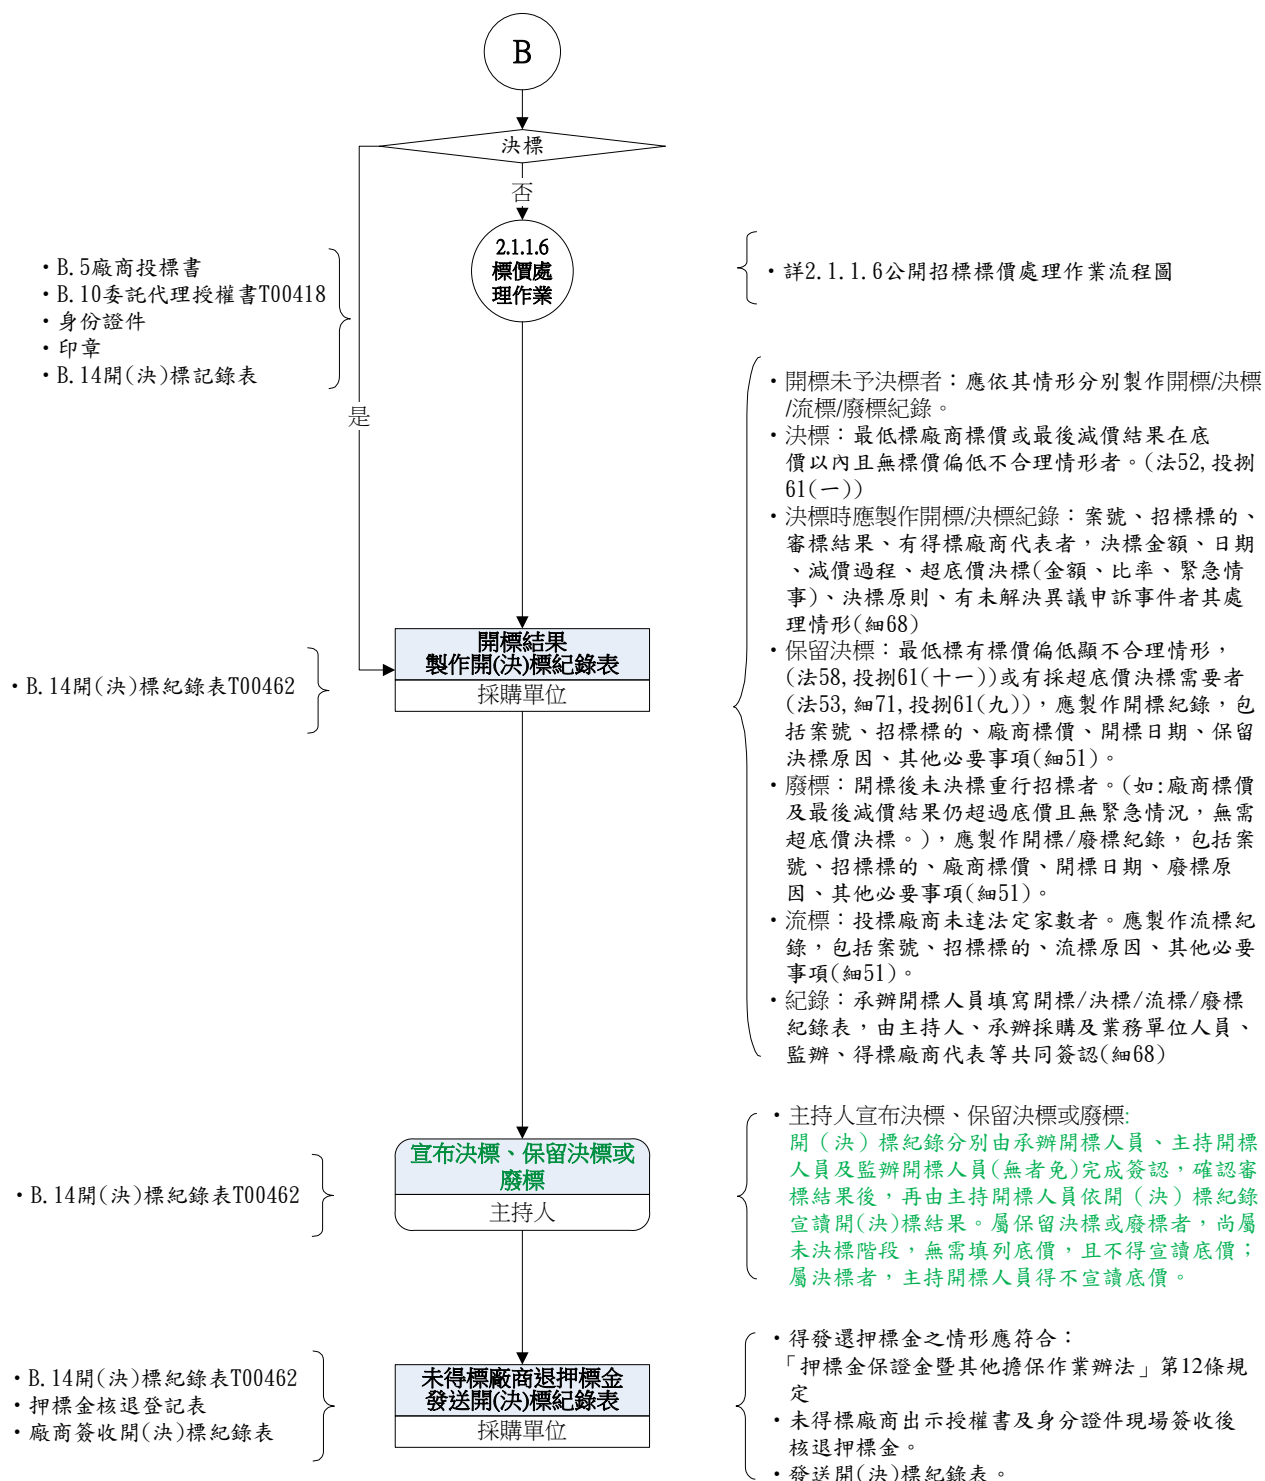 B
決標
否
2.1.1.6
標價處
理作業
・B.5廠商投標書
・B.10委託代理授權書T00418
・身份證件
・印章
・B.14開(決)標記錄表
・詳2.1.1.6公開招標標價處理作業流程圖
是
・開標未予決標者：應依其情形分別製作開標/決標
/流標/廢標紀錄。
・決標：最低標廠商標價或最後減價結果在底
價以內且無標價偏低不合理情形者。(法52,投捌
61(一))
・決標時應製作開標/決標紀錄：案號、招標標的、
審標結果、有得標廠商代表者，決標金額、日期
、減價過程、超底價決標(金額、比率、緊急情
事)、決標原則、有未解決異議申訴事件者其處
理情形(細68)
・保留決標：最低標有標價偏低顯不合理情形，
(法58,投捌61(十一))或有採超底價決標需要者
(法53,細71,投捌61(九))，應製作開標紀錄，包
括案號、招標標的、廠商標價、開標日期、保留
決標原因、其他必要事項(細51)。
・廢標：開標後未決標重行招標者。(如:廠商標價
及最後減價結果仍超過底價且無緊急情況，無需
超底價決標。)，應製作開標/廢標紀錄，包括案
號、招標標的、廠商標價、開標日期、廢標原
因、其他必要事項(細51)。
・流標：投標廠商未達法定家數者。應製作流標紀
錄，包括案號、招標標的、流標原因、其他必要
事項(細51)。
・紀錄：承辦開標人員填寫開標/決標/流標/廢標
紀錄表，由主持人、承辦採購及業務單位人員、
監辦、得標廠商代表等共同簽認(細68)
開標結果
製作開(決)標紀錄表
採購單位
・B.14開(決)標紀錄表T00462
宣布決標、保留決標或
廢標
主持人
・B.14開(決)標紀錄表T00462
・主持人宣布決標、保留決標或廢標:
開（決）標紀錄分別由承辦開標人員、主持開標
人員及監辦開標人員(無者免)完成簽認，確認審
標結果後，再由主持開標人員依開（決）標紀錄
宣讀開(決)標結果。屬保留決標或廢標者，尚屬
未決標階段，無需填列底價，且不得宣讀底價；
屬決標者，主持開標人員得不宣讀底價。
未得標廠商退押標金
發送開(決)標紀錄表
採購單位
・B.14開(決)標紀錄表T00462
・押標金核退登記表
・廠商簽收開(決)標紀錄表
・得發還押標金之情形應符合：
「押標金保證金暨其他擔保作業辦法」第12條規
定
・未得標廠商出示授權書及身分證件現場簽收後
核退押標金。
・發送開(決)標紀錄表。